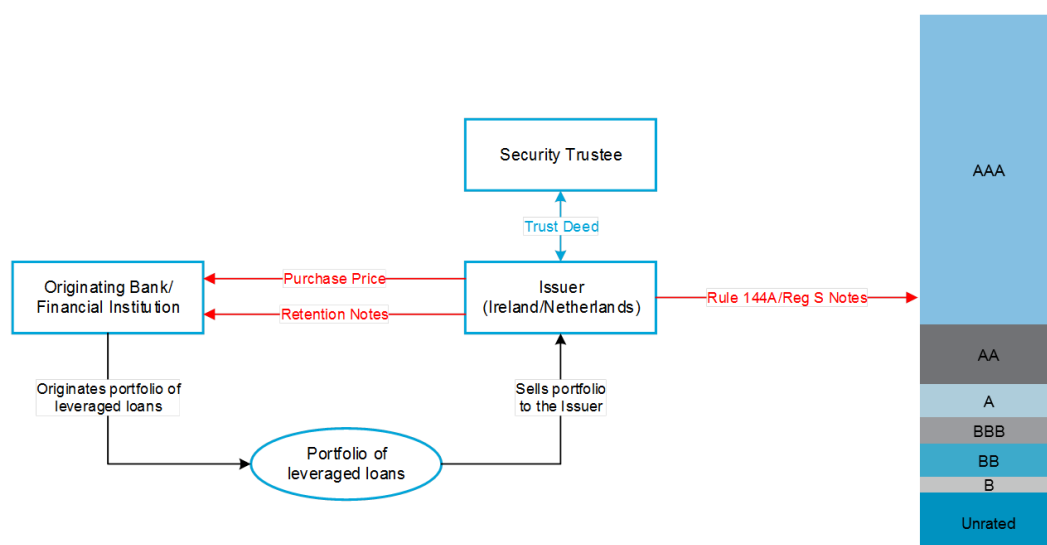 Security Trustee
Trust Deed
Originating Bank/
Financial Institution
Purchase Price
Retention Notes
Issuer
(Ireland/Netherlands)
Rule 144A/Reg S Notes
Originates portfolio of
leveraged loans
Sells portfolio
to the Issuer
Portfolio of
leveraged loans
AAA
AA
A
BBB
BB
B
Unrated